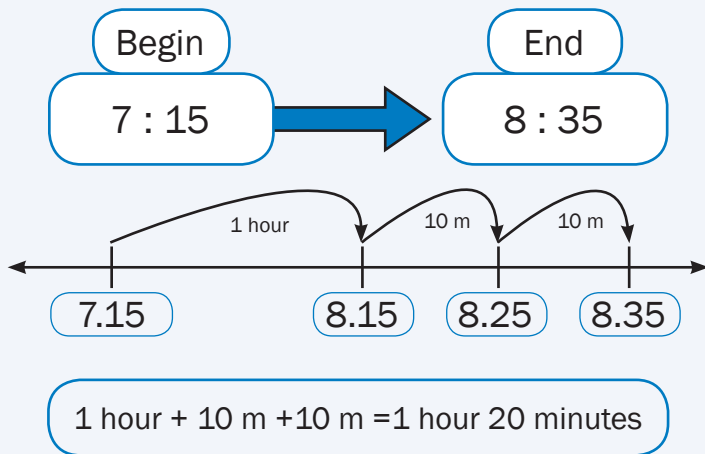 Begin End
7 : 15 8 : 35
1 hour 10 m 10 m
7.15 8.15 8.25 8.35
1 hour + 10 m +10 m =1 hour 20 minutes